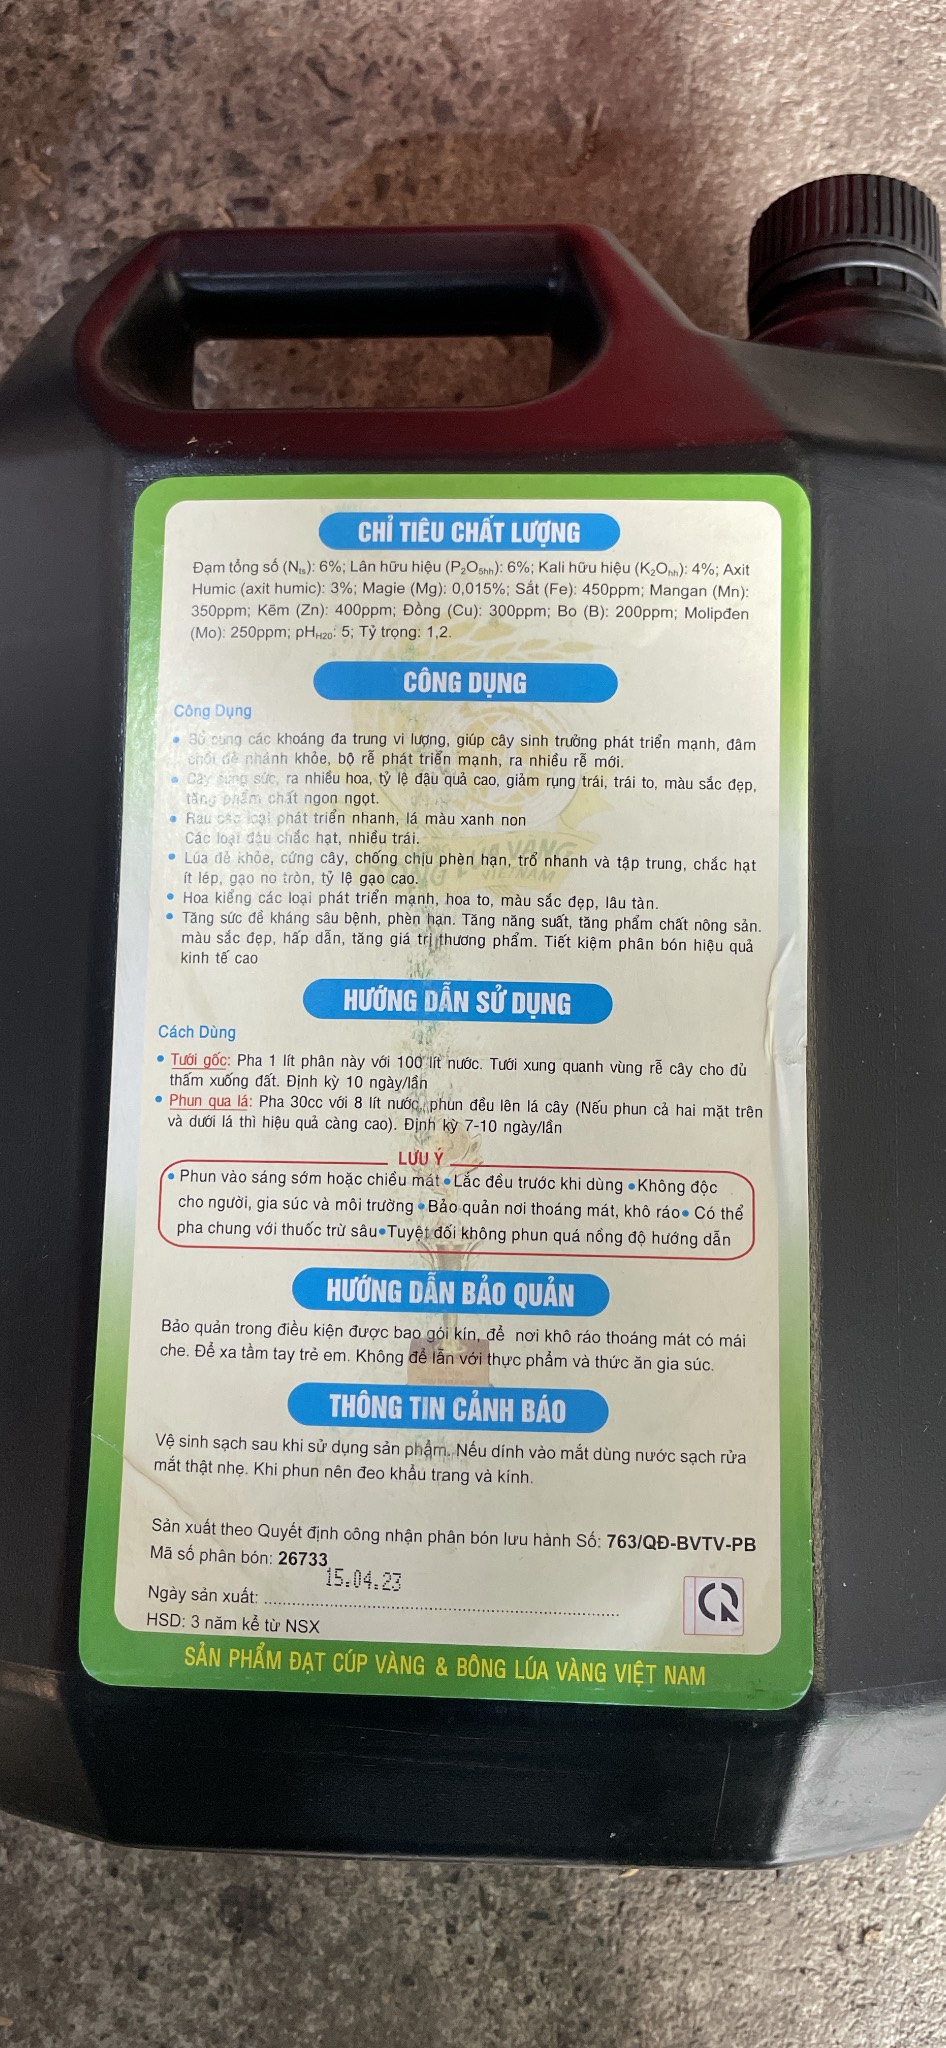 CHỈ TIÊU CHẤT LƯỢNG
Đạm tổng số (Nts): 6%; Lân hữu hiệu (P2O5hh): 6%; Kali hữu hiệu (K2Ohh): 4%; Axit
Humic (axit humic): 3%; Magie (Mg): 0,015%; Sắt (Fe): 450ppm; Mangan (Mn):
350ppm; Kẽm (Zn): 400ppm; Đồng (Cu): 300ppm; Bo (B): 200ppm; Molipđen
(Mo): 250ppm; pHH20: 5; Tỷ trọng: 1,2.
CÔNG DỤNG
Công Dụng
• Bổ sung các khoáng đa trung vi lượng, giúp cây sinh trưởng phát triển mạnh, đâm
chồi đẻ nhánh khỏe, bộ rễ phát triển mạnh, ra nhiều rễ mới.
• Cây sung sức, ra nhiều hoa, tỷ lệ đậu quả cao, giảm rụng trái, trái to, màu sắc đẹp,
tăng phẩm chất ngon ngọt.
• Rau các loại phát triển nhanh, lá màu xanh non
Các loại đậu chắc hạt, nhiều trái.
• Lúa đẻ khỏe, cứng cây, chống chịu phèn hạn, trổ nhanh và tập trung, chắc hạt
ít lép, gạo no tròn, tỷ lệ gạo cao.
• Hoa kiểng các loại phát triển mạnh, hoa to, màu sắc đẹp, lâu tàn.
• Tăng sức đề kháng sâu bệnh, phèn hạn. Tăng năng suất, tăng phẩm chất nông sản.
màu sắc đẹp, hấp dẫn, tăng giá trị thương phẩm. Tiết kiệm phân bón hiệu quả
kinh tế cao
HƯỚNG DẪN SỬ DỤNG
Cách Dùng
• Tưới gốc: Pha 1 lít phân này với 100 lít nước. Tưới xung quanh vùng rễ cây cho đủ
thấm xuống đất. Định kỳ 10 ngày/lần
• Phun qua lá: Pha 30cc với 8 lít nước, phun đều lên lá cây (Nếu phun cả hai mặt trên
và dưới lá thì hiệu quả càng cao). Định kỳ 7-10 ngày/lần
LƯU Ý
• Phun vào sáng sớm hoặc chiều mát • Lắc đều trước khi dùng • Không độc
cho người, gia súc và môi trường • Bảo quản nơi thoáng mát, khô ráo • Có thể
pha chung với thuốc trừ sâu • Tuyệt đối không phun quá nồng độ hướng dẫn
HƯỚNG DẪN BẢO QUẢN
Bảo quản trong điều kiện được bao gói kín, để nơi khô ráo thoáng mát có mái
che. Để xa tầm tay trẻ em. Không để lẫn với thực phẩm và thức ăn gia súc.
THÔNG TIN CẢNH BÁO
Vệ sinh sạch sau khi sử dụng sản phẩm. Nếu dính vào mắt dùng nước sạch rửa
mắt thật nhẹ. Khi phun nên đeo khẩu trang và kính.
Sản xuất theo Quyết định công nhận phân bón lưu hành Số: 763/QĐ-BVTV-PB
Mã số phân bón: 26733
15.04.23
Ngày sản xuất:
HSD: 3 năm kể từ NSX
SẢN PHẨM ĐẠT CÚP VÀNG & BÔNG LÚA VÀNG VIỆT NAM